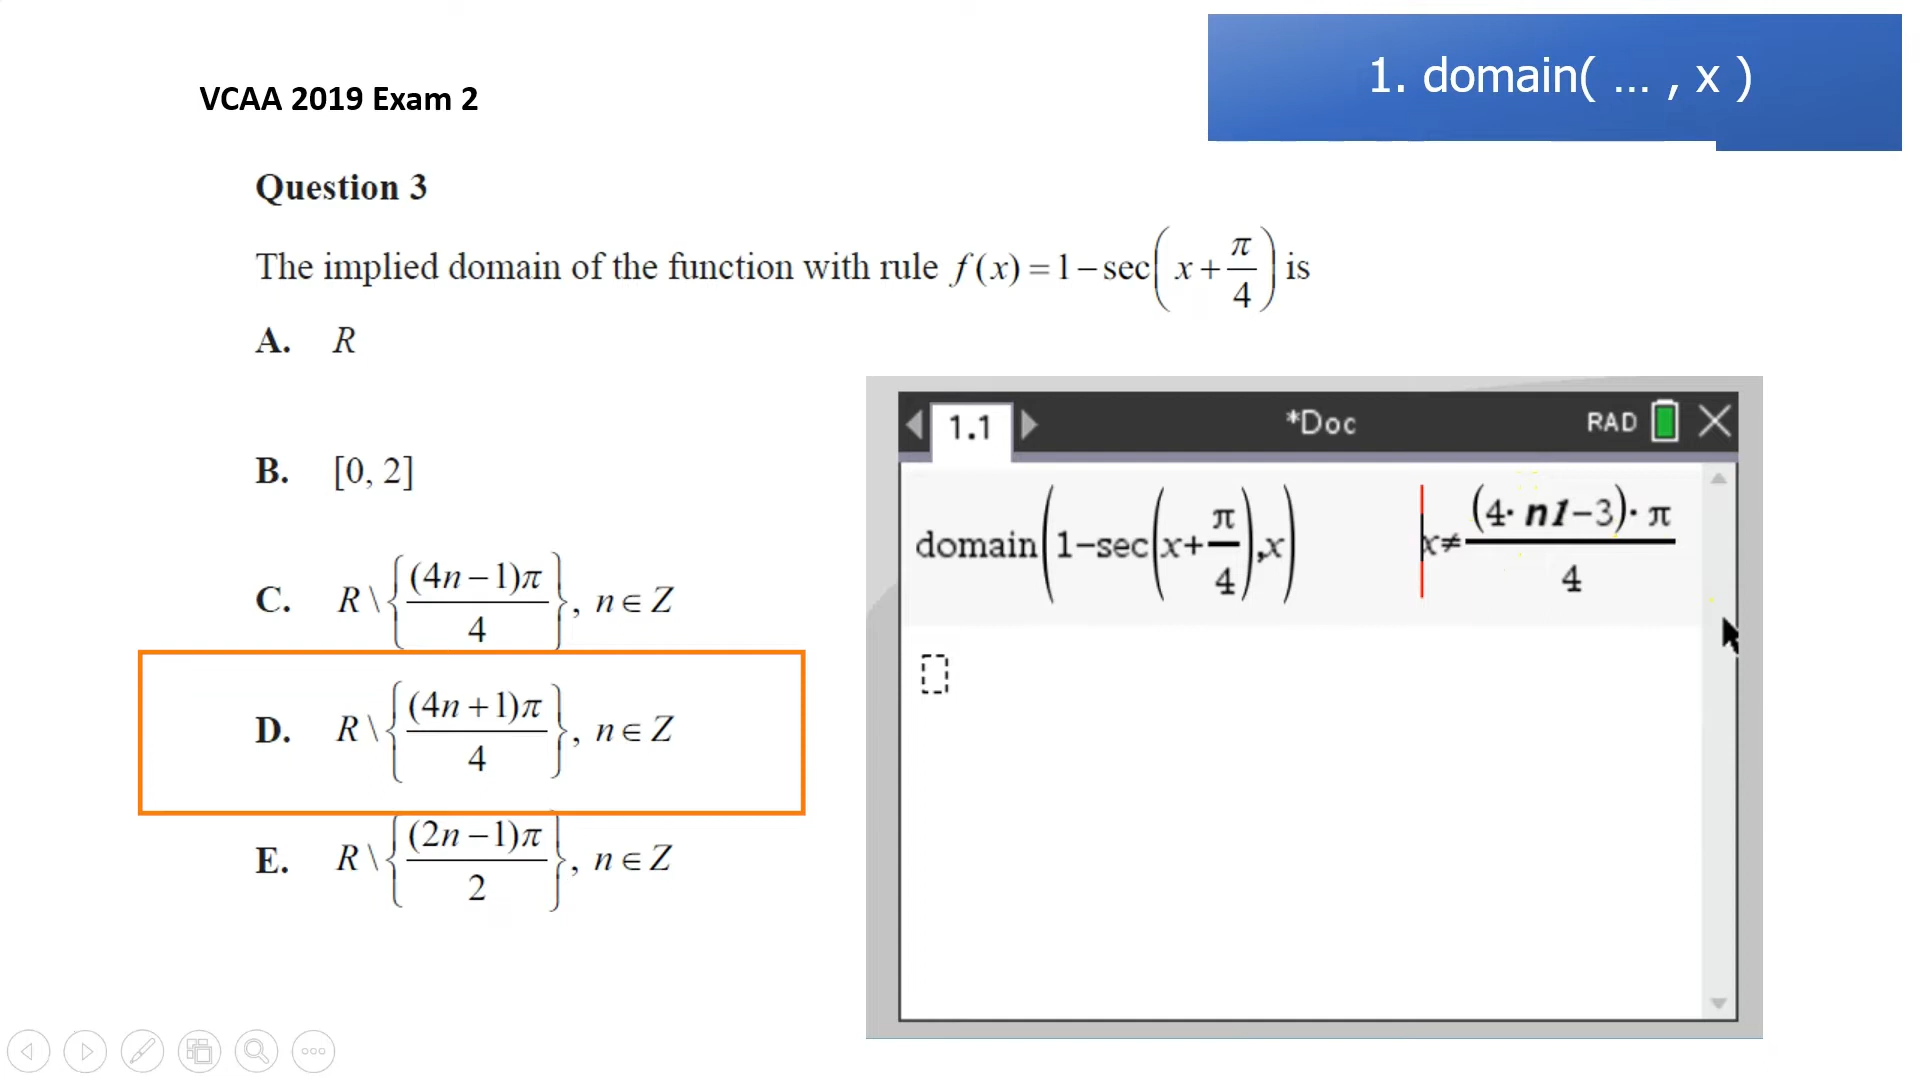 1. domain( ... , x )
VCAA 2019 Exam 2
Question 3
The implied domain of the function with rule f(x) = 1 − sec(x + π/4) is
A. R
B. [0, 2]
C. R \ {(4n − 1)π/4}, n ∈ Z
D. R \ {(4n + 1)π/4}, n ∈ Z
E. R \ {(2n − 1)π/2}, n ∈ Z
1.1 *Doc RAD
domain(1−sec(x+π/4),x) x≠(4·n1−3)·π/4